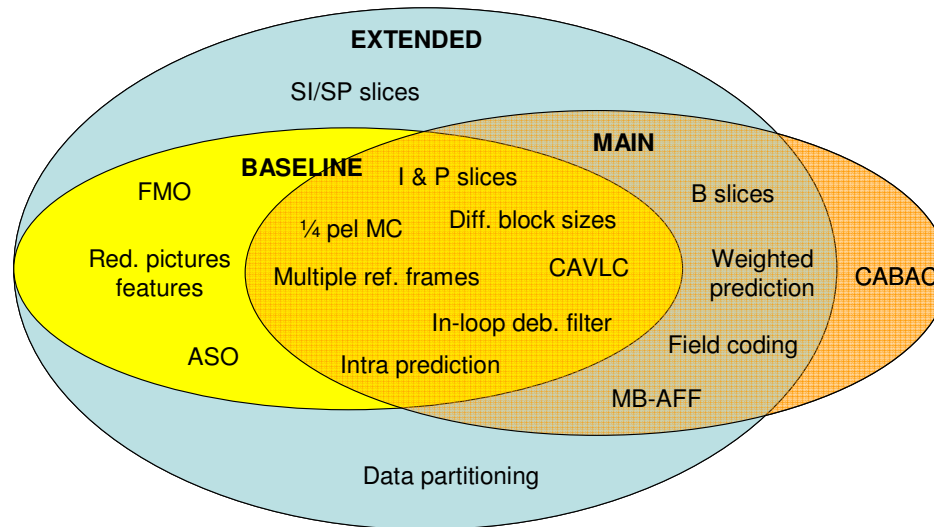 EXTENDED
SI/SP slices
MAIN
BASELINE
I & P slices
FMO
B slices
¼ pel MC
Diff. block sizes
Red. pictures
features
Multiple ref. frames
CAVLC
Weighted
prediction
CABAC
In-loop deb. filter
Field coding
ASO
Intra prediction
MB-AFF
Data partitioning